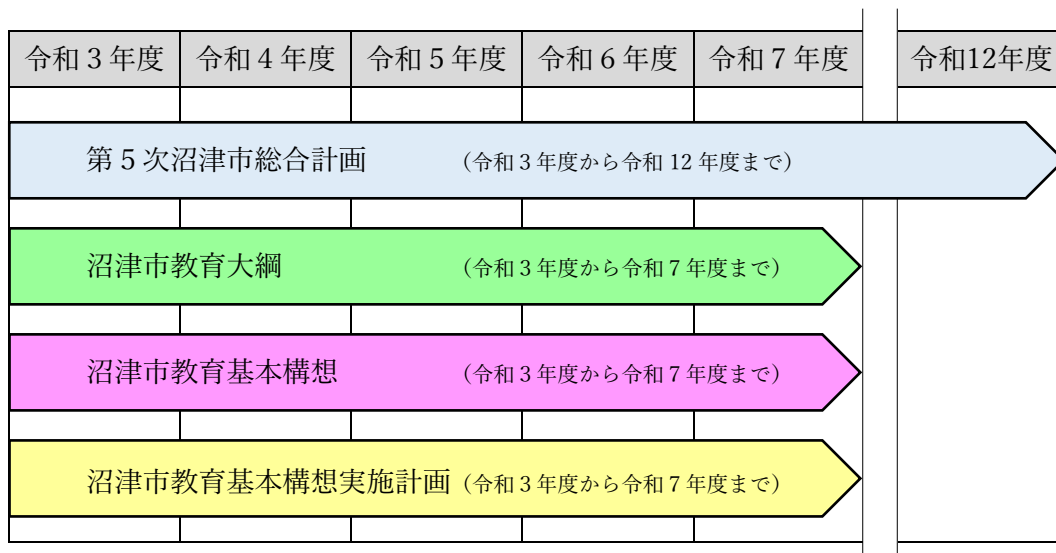 令和３年度 令和４年度 令和５年度 令和６年度 令和７年度 令和12年度
第５次沼津市総合計画 （令和３年度から令和 12 年度まで）
沼津市教育大綱 （令和３年度から令和７年度まで）
沼津市教育基本構想 （令和３年度から令和７年度まで）
沼津市教育基本構想実施計画 （令和３年度から令和７年度まで）